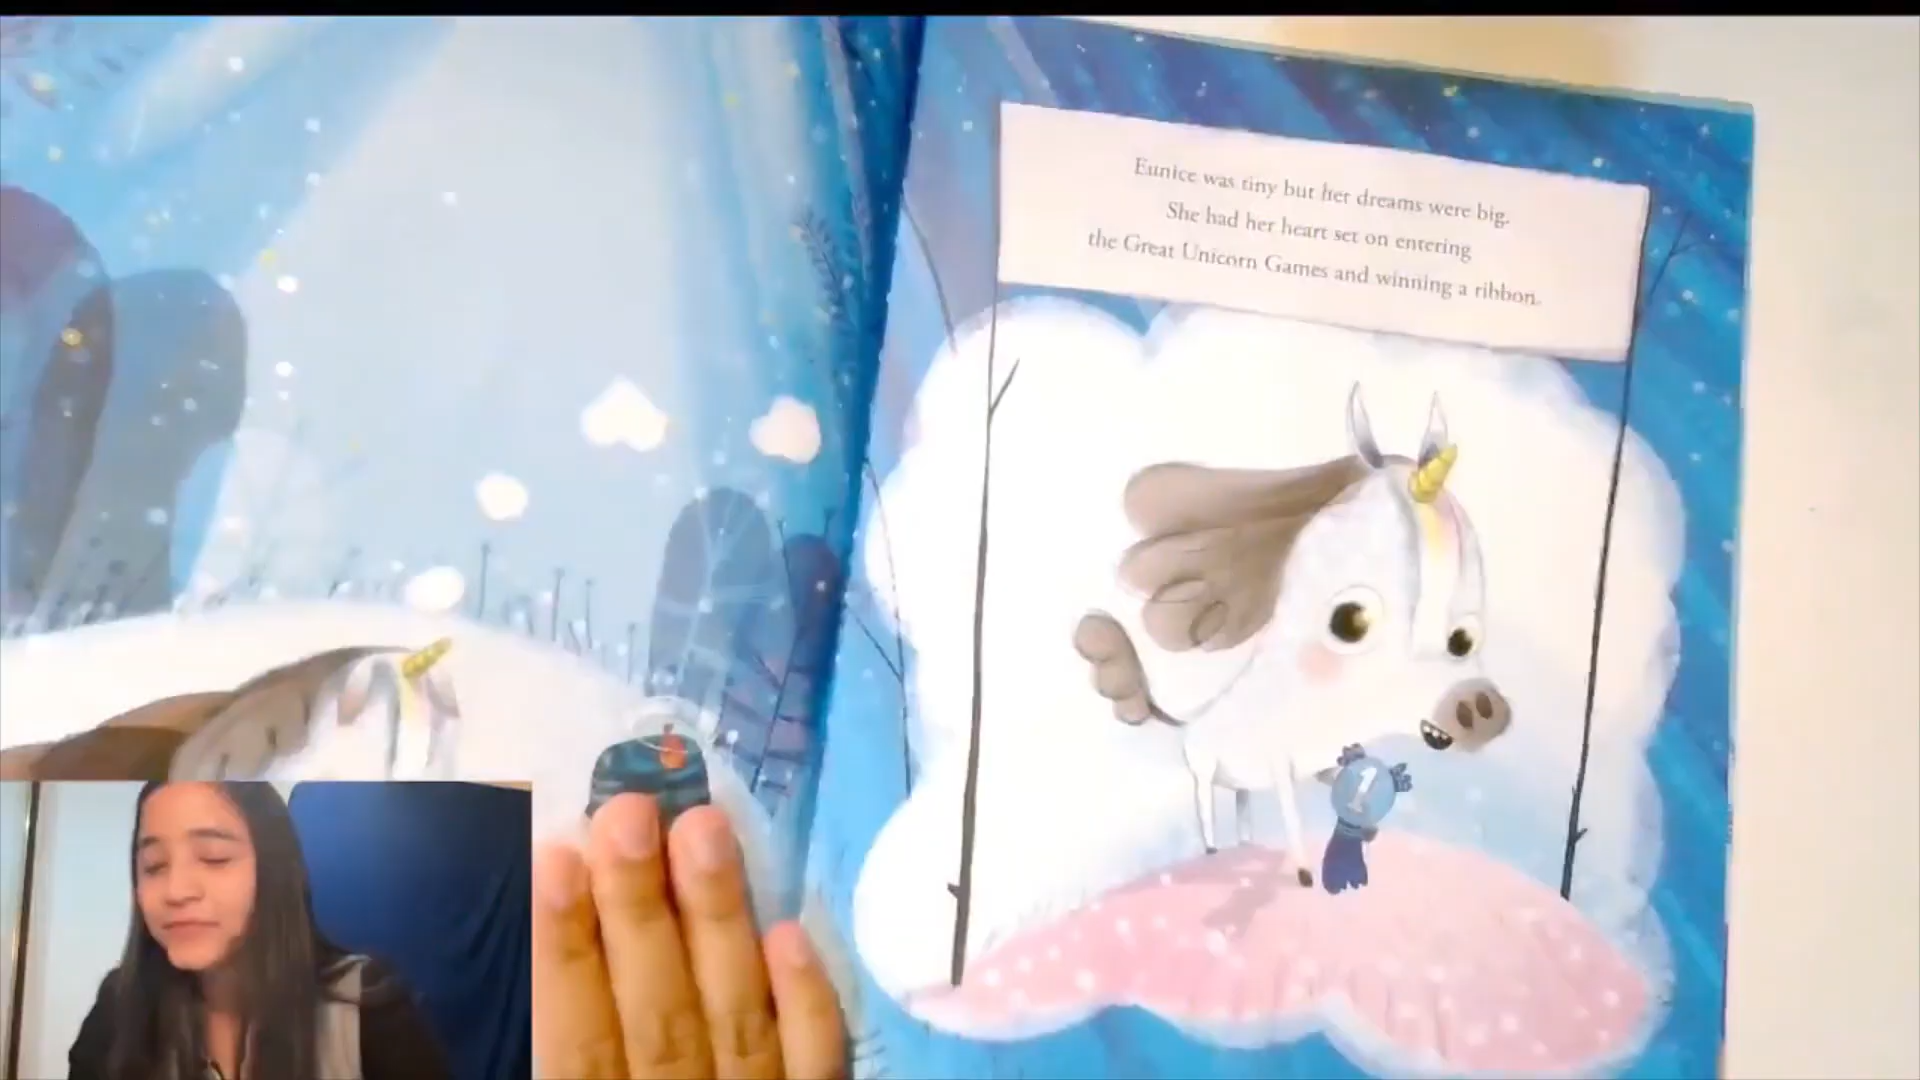 Eunice was tiny but her dreams were big.
She had her heart set on entering
the Great Unicorn Games and winning a ribbon.
1